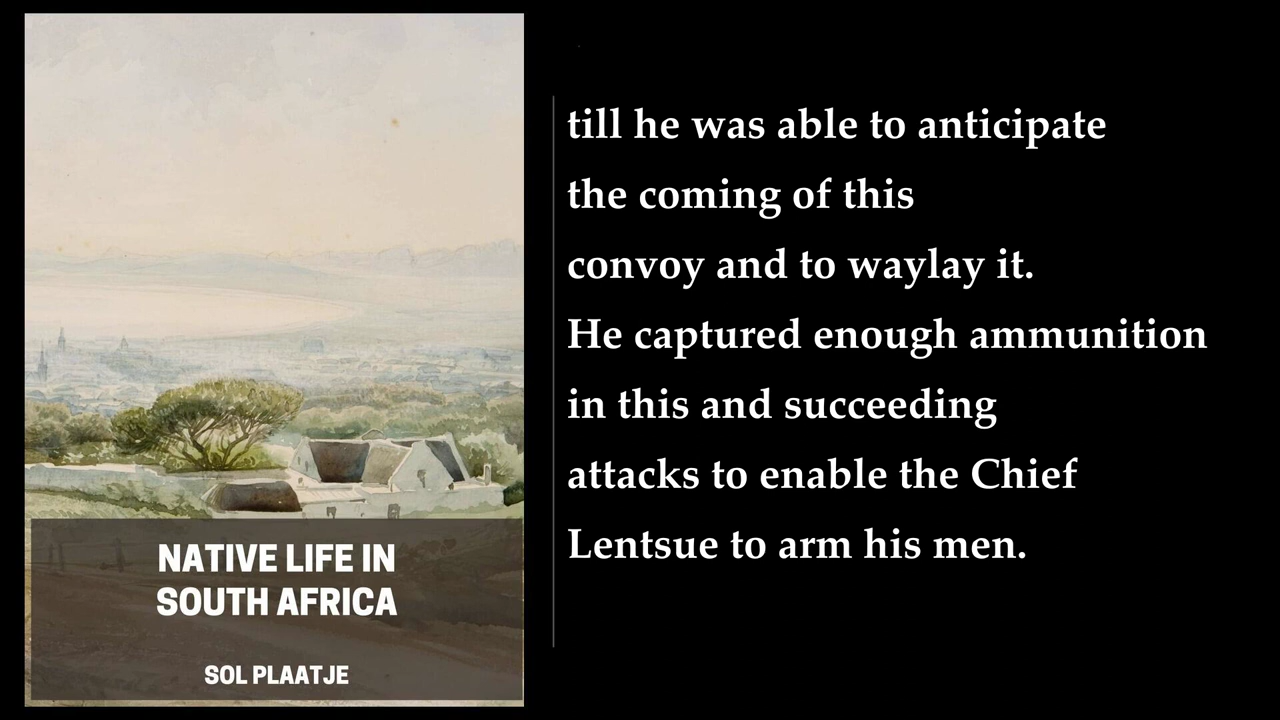 NATIVE LIFE IN
SOUTH AFRICA
SOL PLAATJE
till he was able to anticipate
the coming of this
convoy and to waylay it.
He captured enough ammunition
in this and succeeding
attacks to enable the Chief
Lentsue to arm his men.